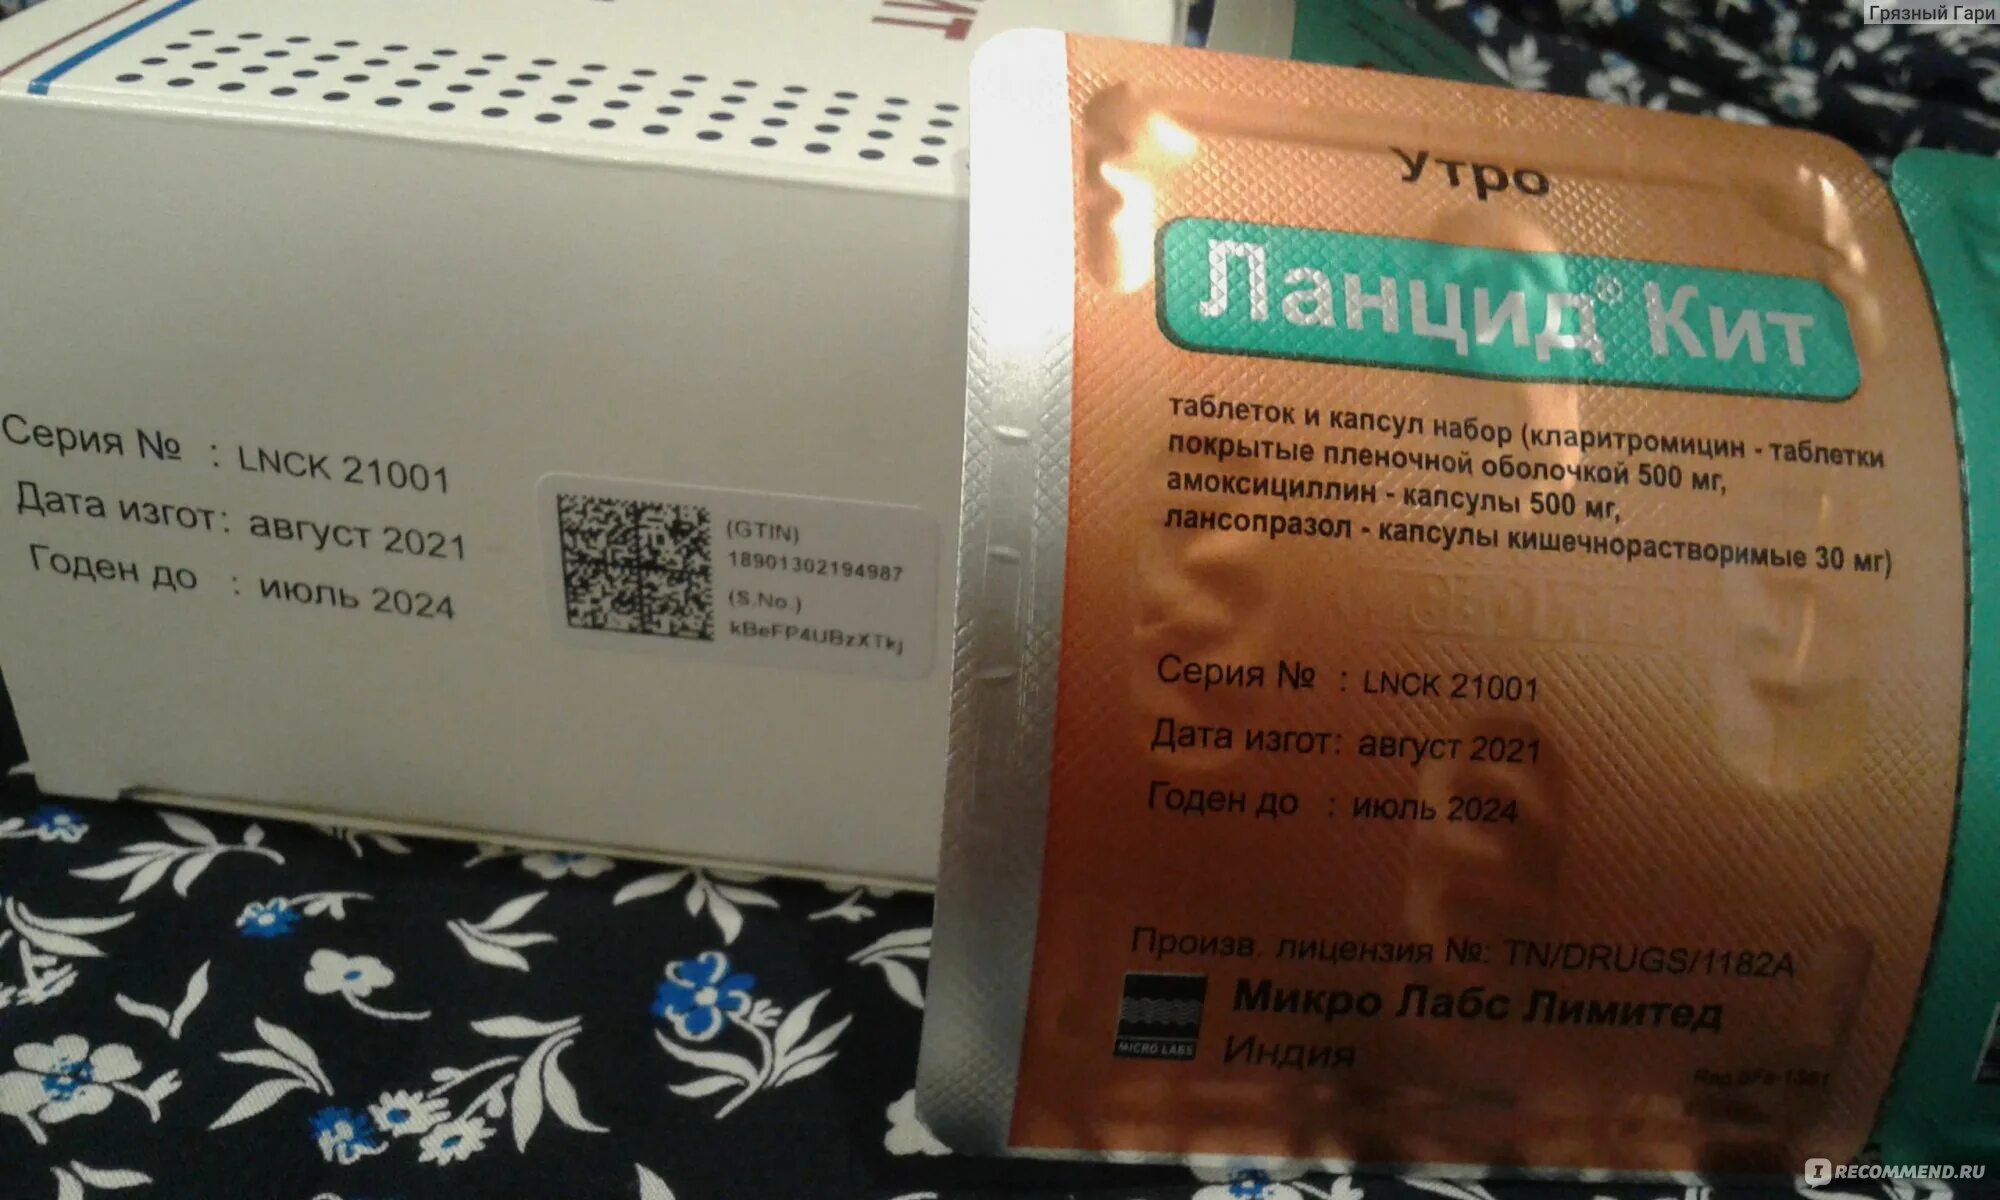 Грязный Гари
ИТ
Серия № : LNCK 21001
Дата изгот: август 2021
Годен до : июль 2024
(GTIN)
18901302194987
(S.No.)
kBeFP4UBzXTkj
Утро
Ланцид® Кит
таблеток и капсул набор (кларитромицин - таблетки
покрытые пленочной оболочкой 500 мг,
амоксициллин - капсулы 500 мг,
лансопразол - капсулы кишечнорастворимые 30 мг)
Серия № : LNCK 21001
Дата изгот: август 2021
Годен до : июль 2024
Произв. лицензия №: TN/DRUGS/1182A
MICRO LABS
Микро Лабс Лимитед
Индия
IRECOMMEND.RU